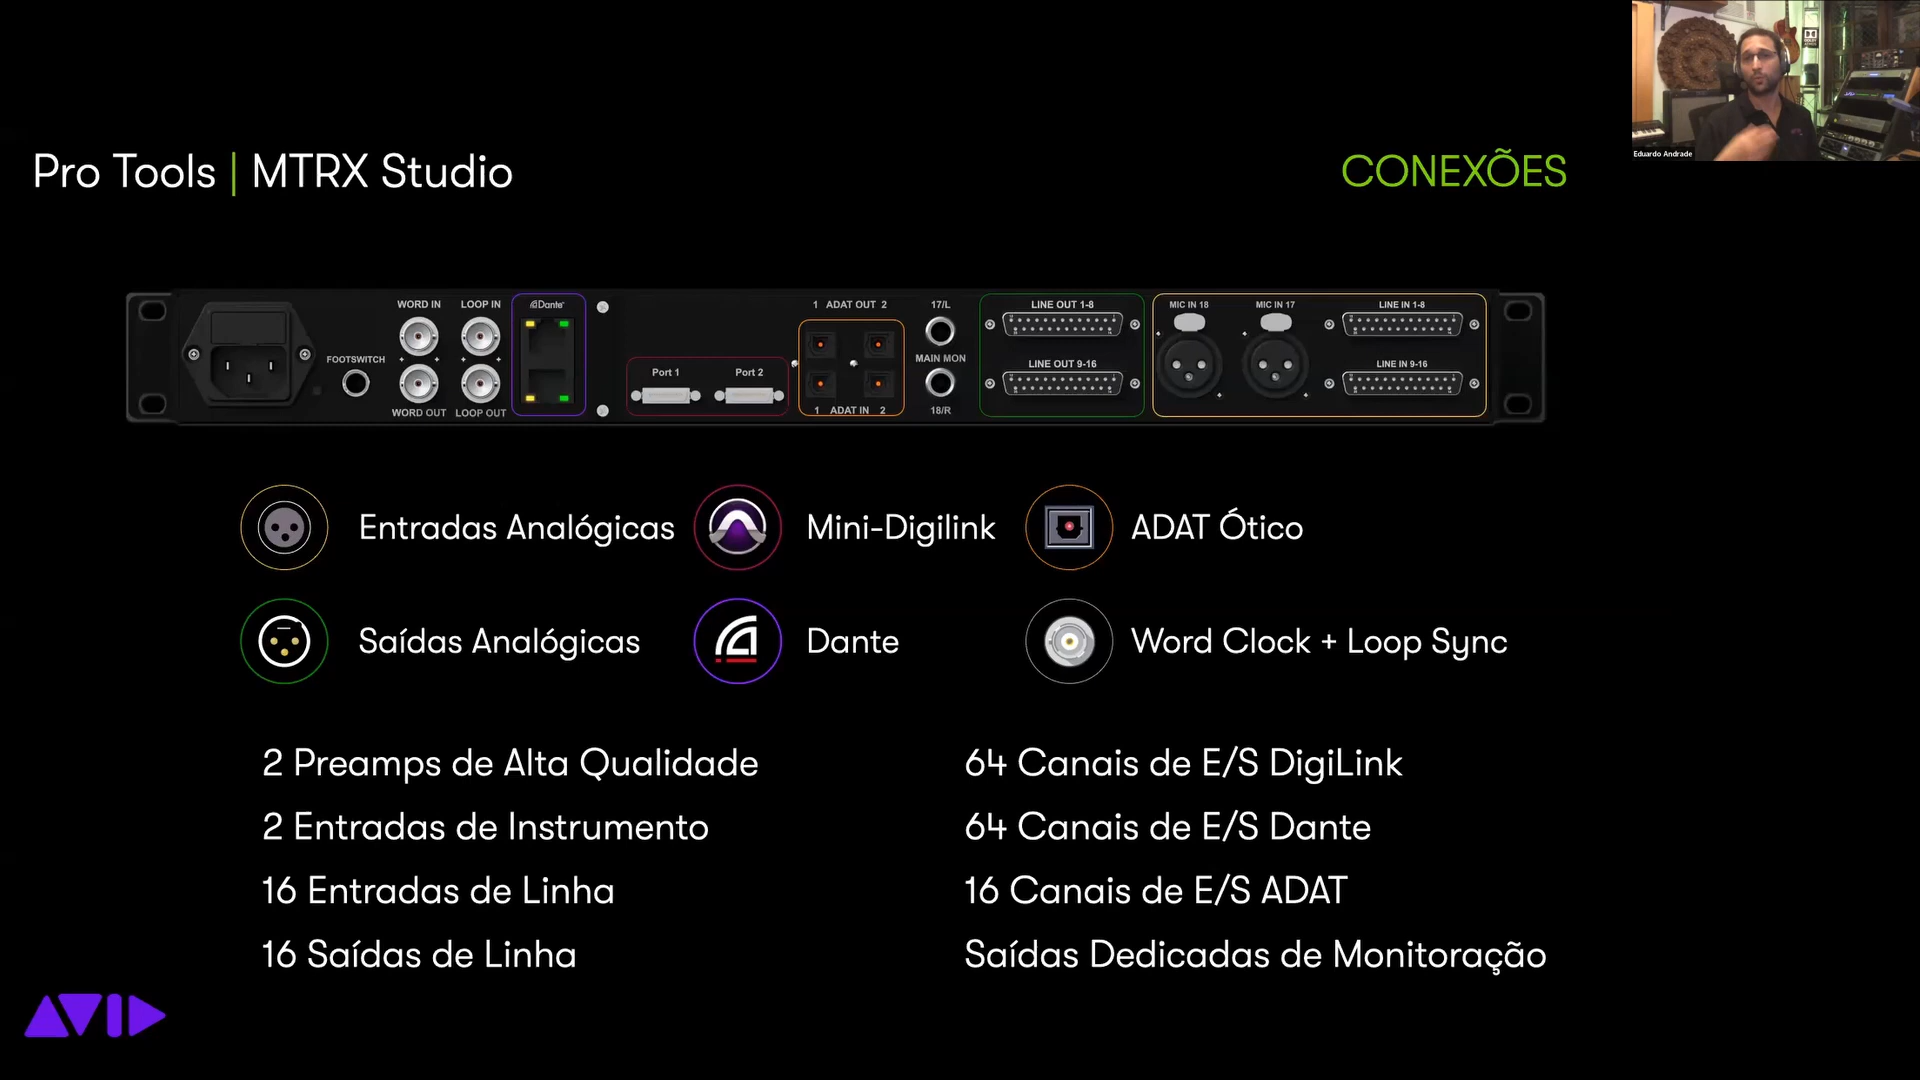 Eduardo Andrade
Pro Tools | MTRX Studio
CONEXÕES
WORD IN
LOOP IN
Dante
1 ADAT OUT 2
17/L
LINE OUT 1-8
MIC IN 18
MIC IN 17
LINE IN 1-8
FOOTSWITCH
Port 1
Port 2
MAIN MON
LINE OUT 9-16
LINE IN 9-16
WORD OUT
LOOP OUT
1 ADAT IN 2
18/R
Entradas Analógicas
Mini-Digilink
ADAT Ótico
Saídas Analógicas
Dante
Word Clock + Loop Sync
2 Preamps de Alta Qualidade
2 Entradas de Instrumento
16 Entradas de Linha
16 Saídas de Linha
64 Canais de E/S DigiLink
64 Canais de E/S Dante
16 Canais de E/S ADAT
Saídas Dedicadas de Monitoração
AVID